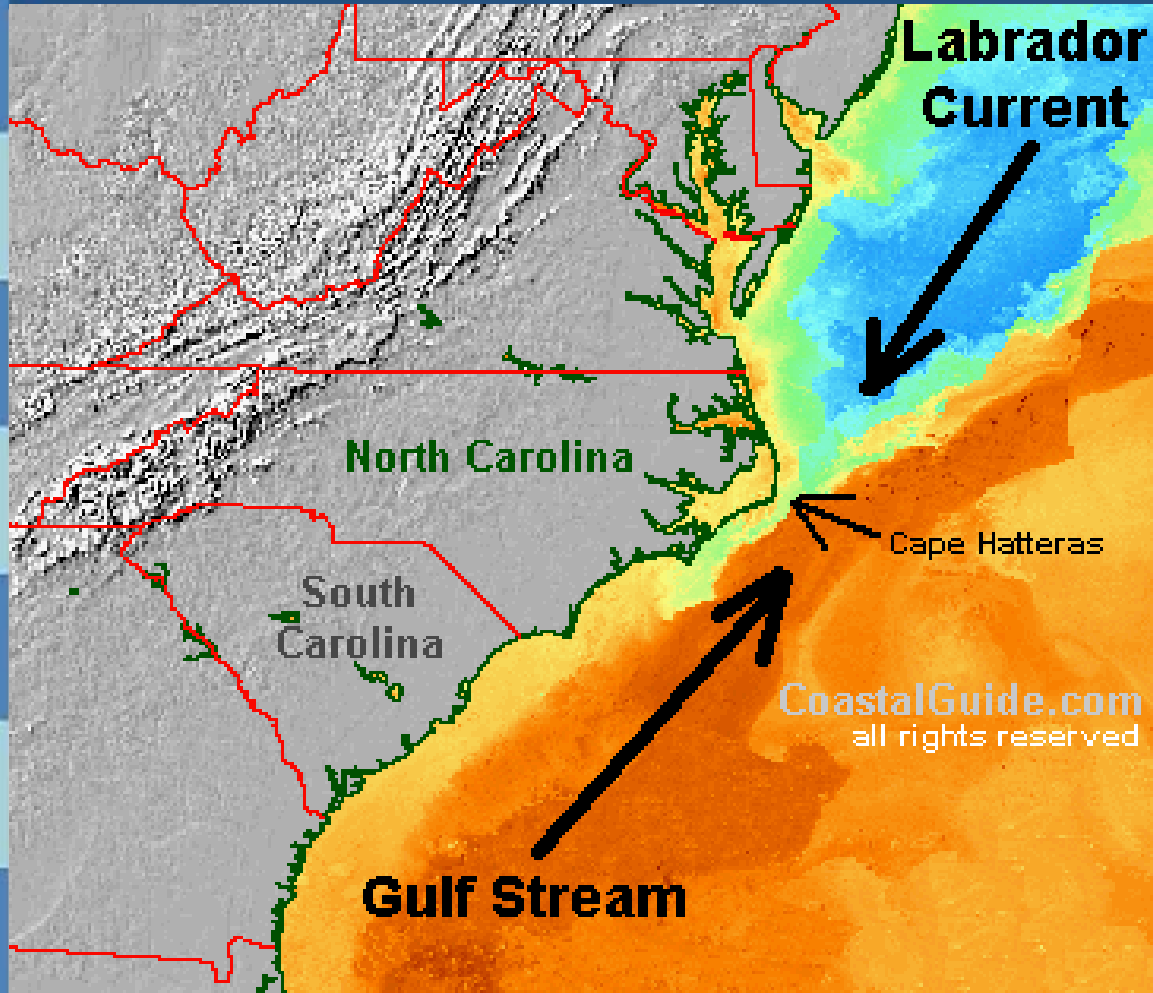 Labrador
Current
North Carolina
Cape Hatteras
South
Carolina
CoastalGuide.com
all rights reserved
Gulf Stream